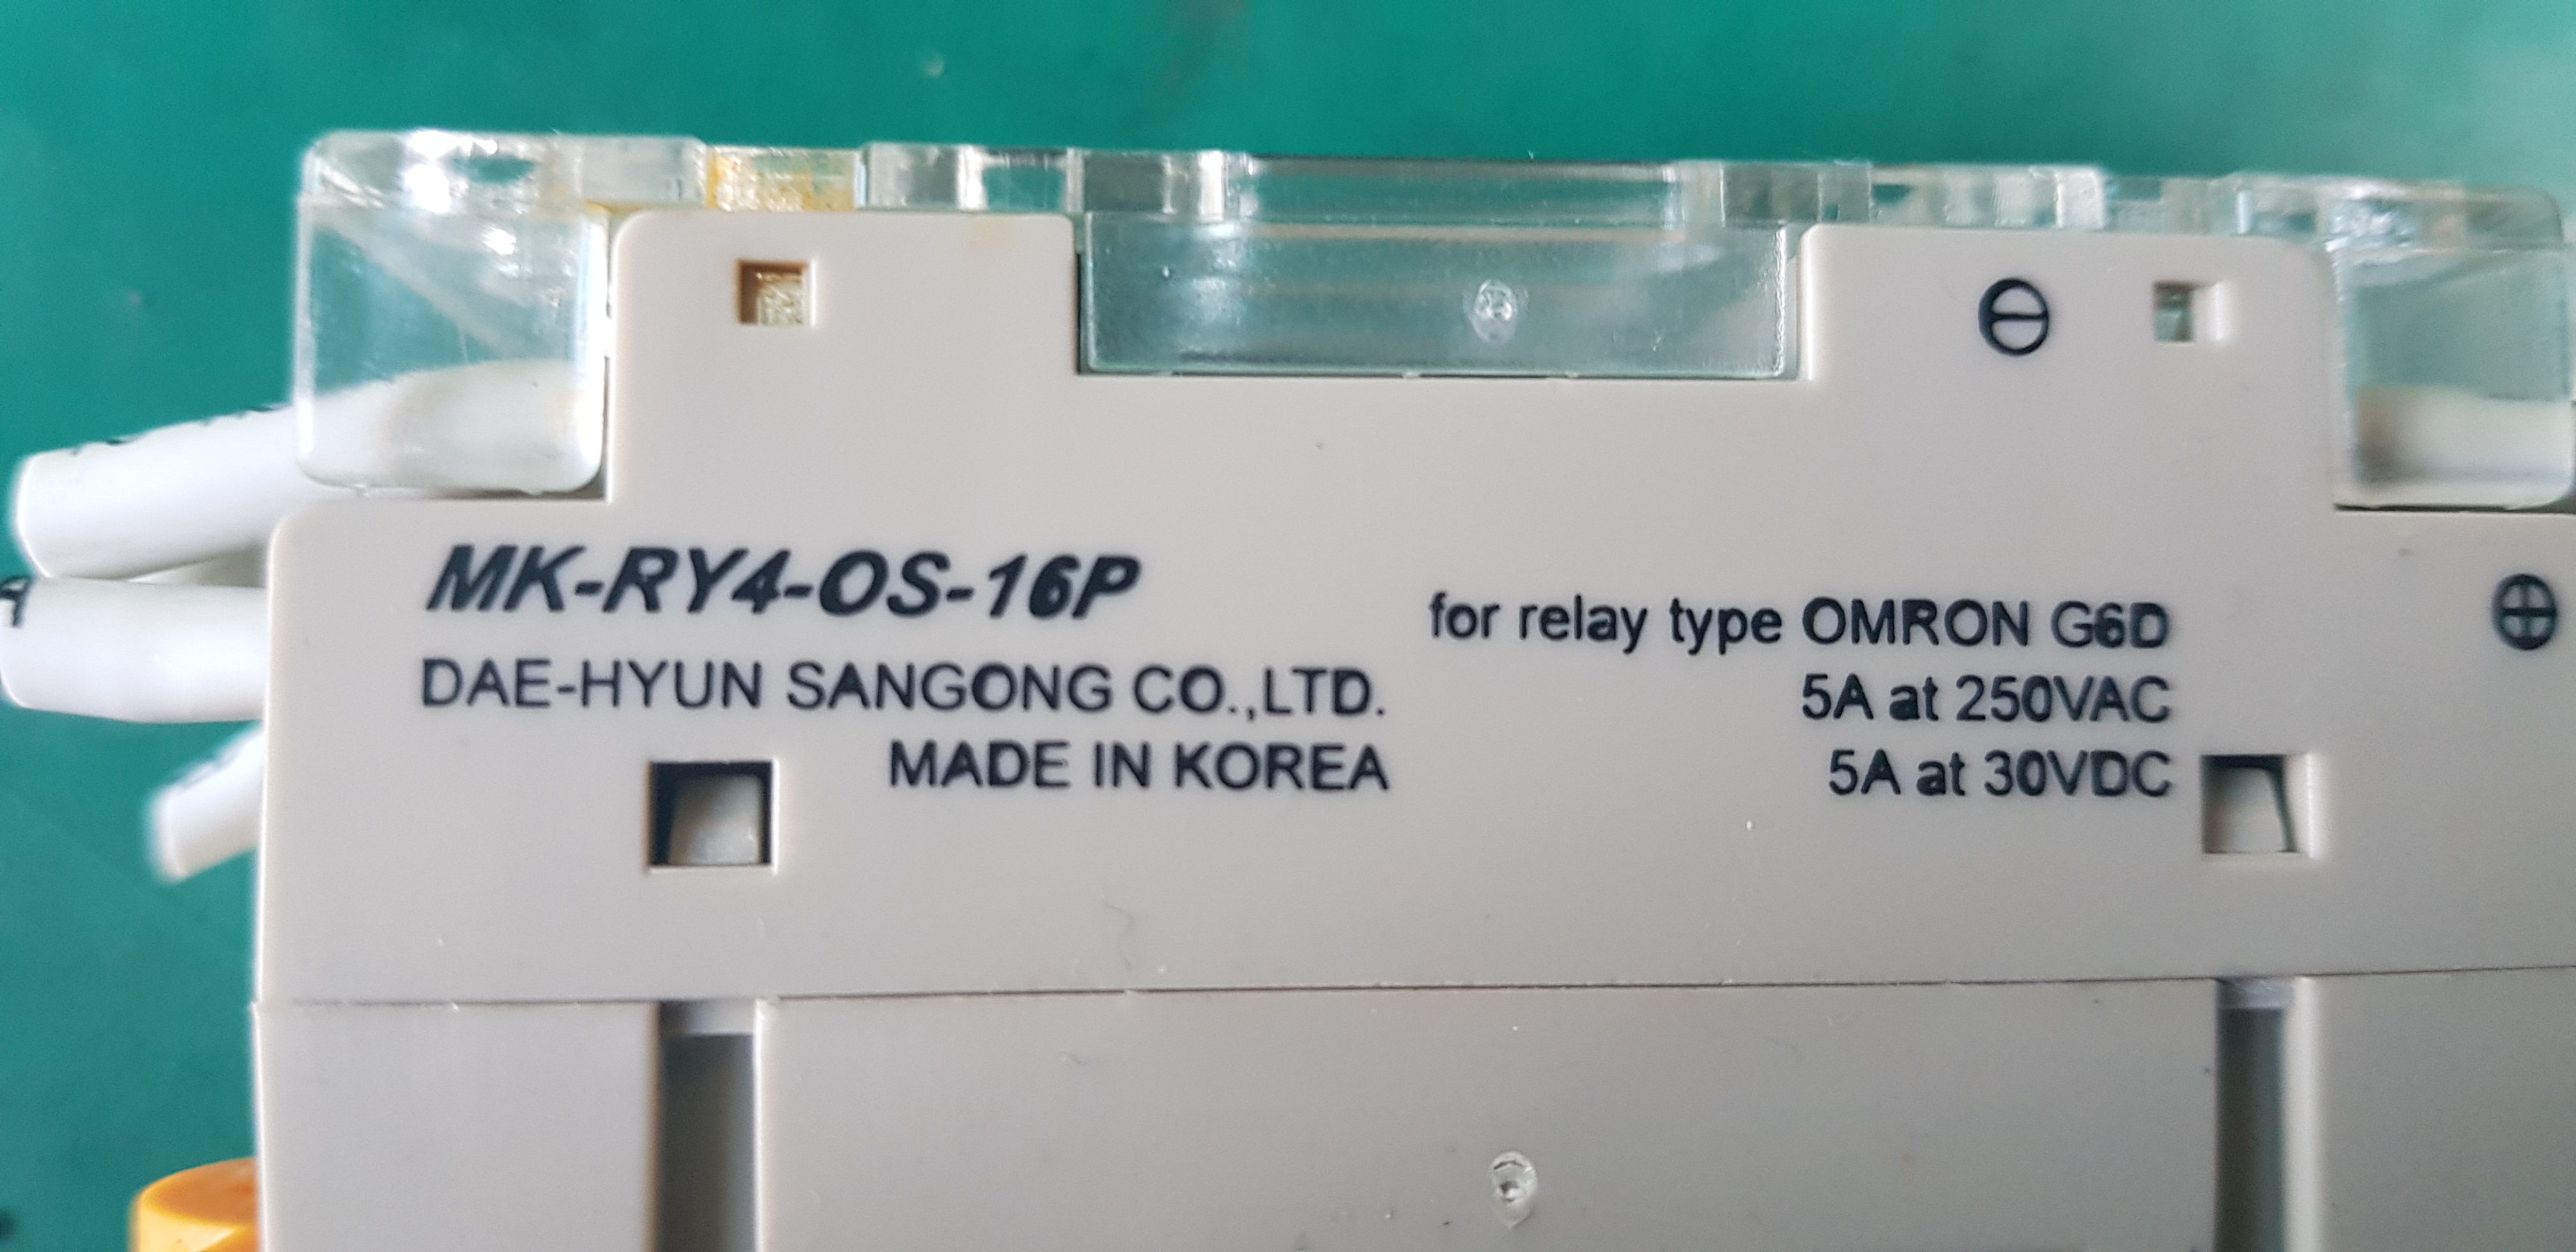 MK-RY4-OS-16P
DAE-HYUN SANGONG CO.,LTD.
MADE IN KOREA
for relay type OMRON G6D
5A at 250VAC
5A at 30VDC